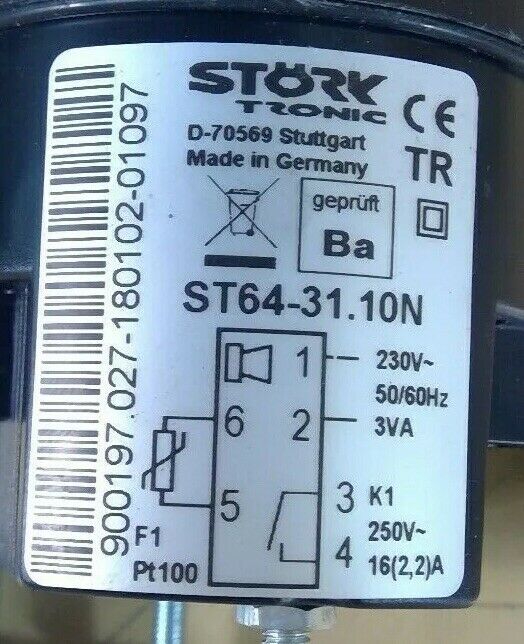 STÖRK
TRONIC
D-70569 Stuttgart
Made in Germany
CE
TR
geprüft
Ba
ST64-31.10N
1
230V~
50/60Hz
6
2
3VA
5
3
K1
250V~
4
16(2,2)A
F1
Pt100
900197.027-180102-01097